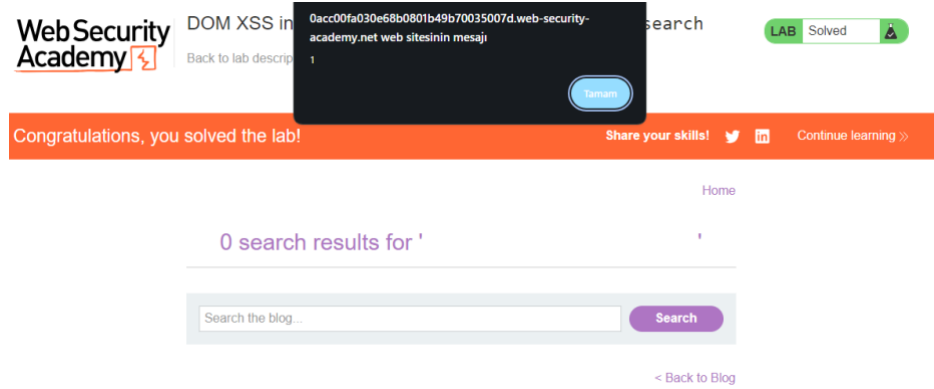 Web Security
Academy
DOM XSS in
search
Back to lab descrip
0acc00fa030e68b0801b49b70035007d.web-security-
academy.net web sitesinin mesajı
1
Tamam
LAB Solved
Congratulations, you solved the lab!
Share your skills!
Continue learning >>
Home
0 search results for ' '
Search the blog...
Search
< Back to Blog